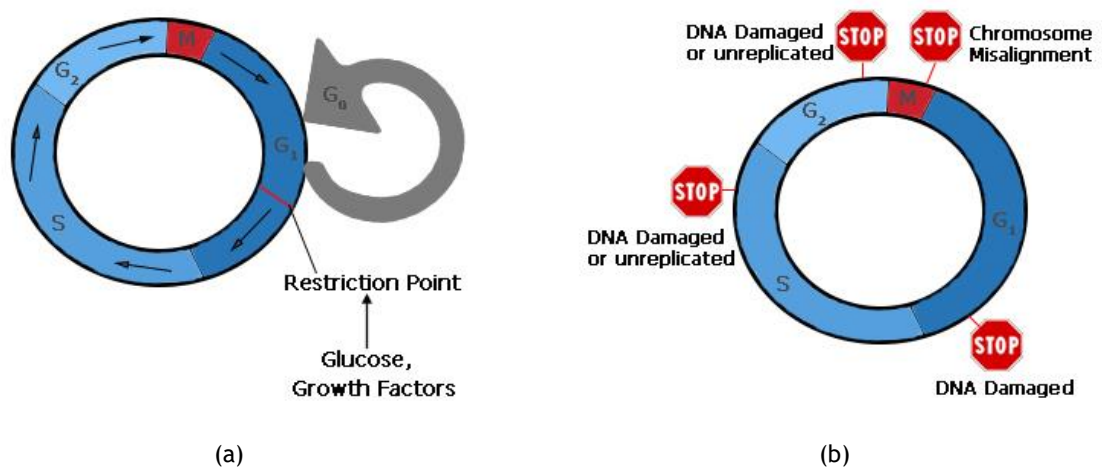 M
G₂
G₀
G₁
S
Restriction Point
Glucose,
Growth Factors
(a)
DNA Damaged
or unreplicated
STOP
STOP
Chromosome
Misalignment
M
G₂
STOP
DNA Damaged
or unreplicated
G₁
S
STOP
DNA Damaged
(b)